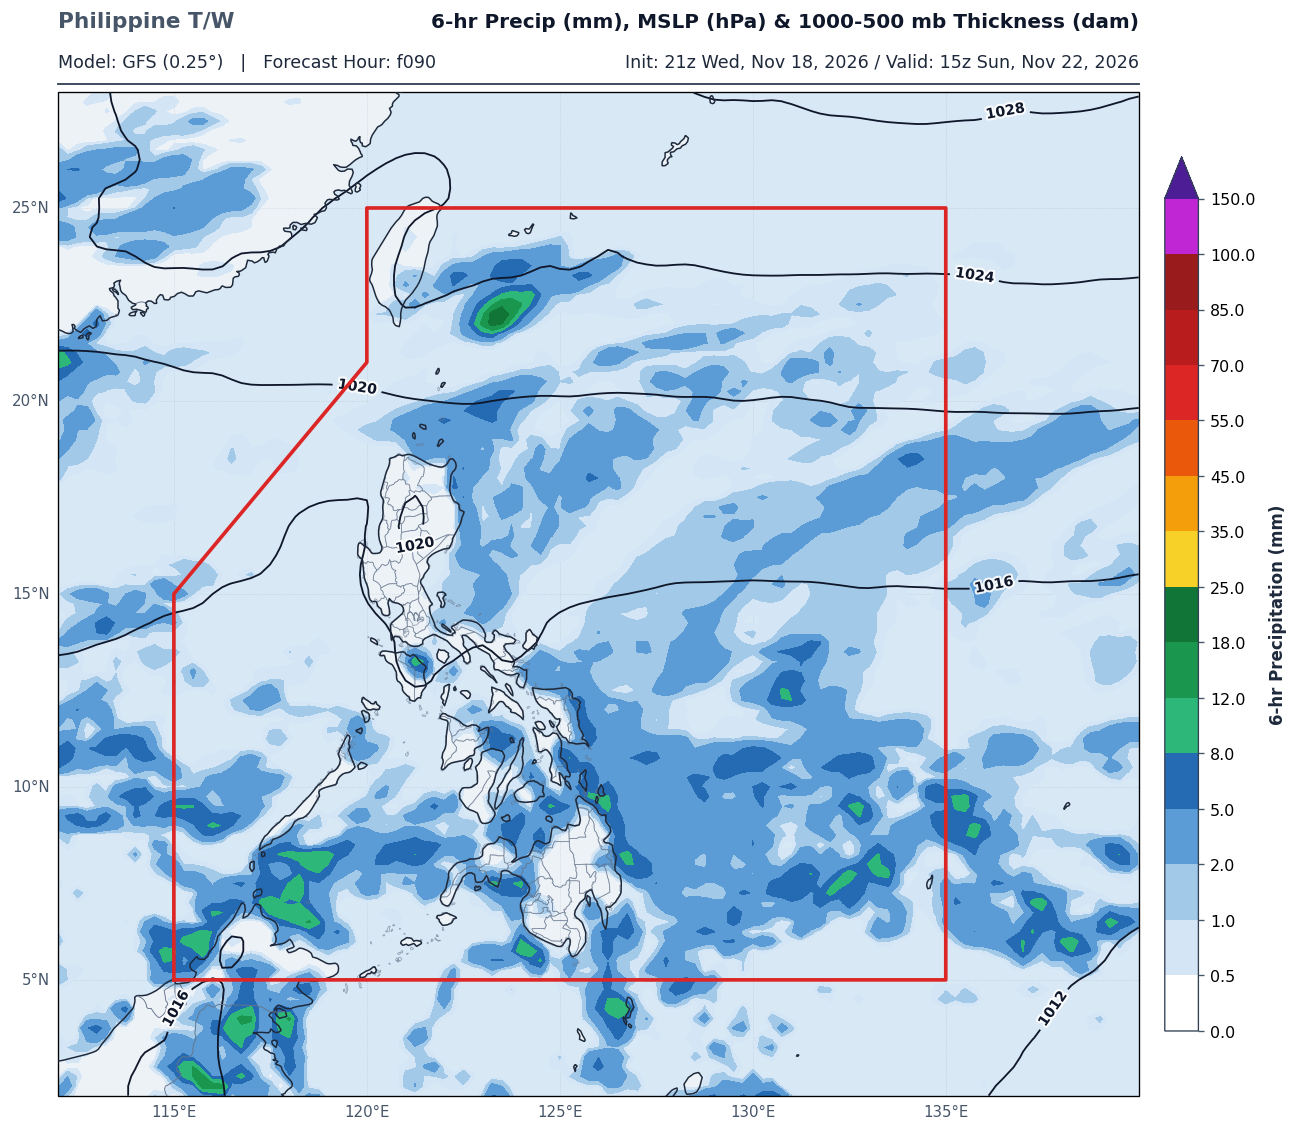 Philippine T/W
6-hr Precip (mm), MSLP (hPa) & 1000-500 mb Thickness (dam)
Model: GFS (0.25°) | Forecast Hour: f090
Init: 21z Wed, Nov 18, 2026 / Valid: 15z Sun, Nov 22, 2026
1028
1024
1020
1020
1016
1016
1012
25°N
20°N
15°N
10°N
5°N
115°E
120°E
125°E
130°E
135°E
150.0
100.0
85.0
70.0
55.0
45.0
35.0
25.0
18.0
12.0
8.0
5.0
2.0
1.0
0.5
0.0
6-hr Precipitation (mm)